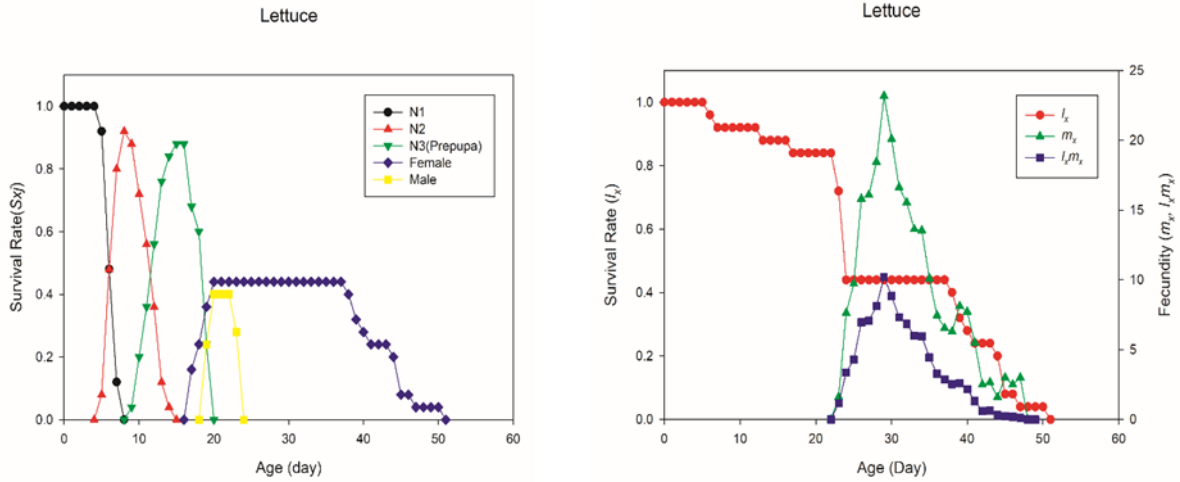 Lettuce
Survival Rate(Sxj)
1.0
0.8
0.6
0.4
0.2
0.0
0 10 20 30 40 50 60
Age (day)
N1
N2
N3(Prepupa)
Female
Male
Lettuce
Survival Rate (lx)
1.0
0.8
0.6
0.4
0.2
0.0
0 10 20 30 40 50 60
Age (Day)
lx
mx
lxmx
25
20
15
10
5
0
Fecundity (mx, lxmx)